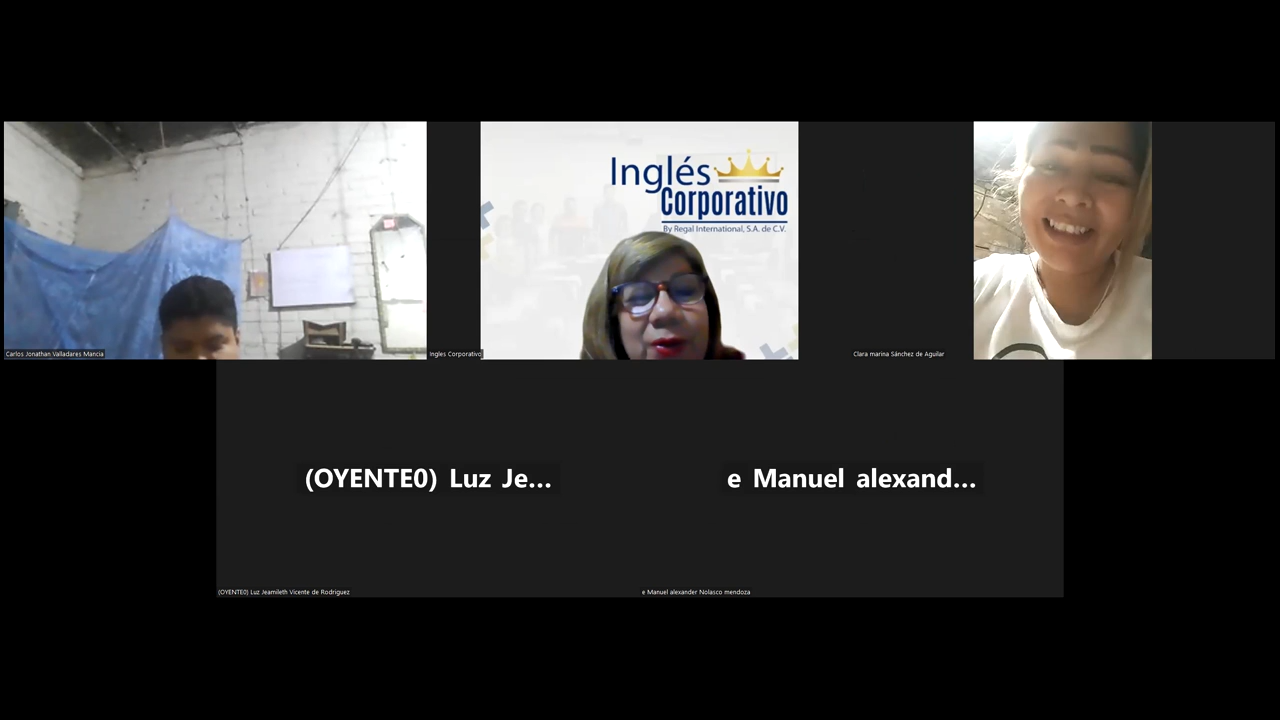 Inglés
Corporativo
By Regal International, S.A. de C.V.
Carlos Jonathan Valladares Mancia
Ingles Corporativo
Clara marina Sánchez de Aguilar
(OYENTE0) Luz Je...
e Manuel alexand...
(OYENTE0) Luz Jeamileth Vicente de Rodriguez
e Manuel alexander Nolasco mendoza